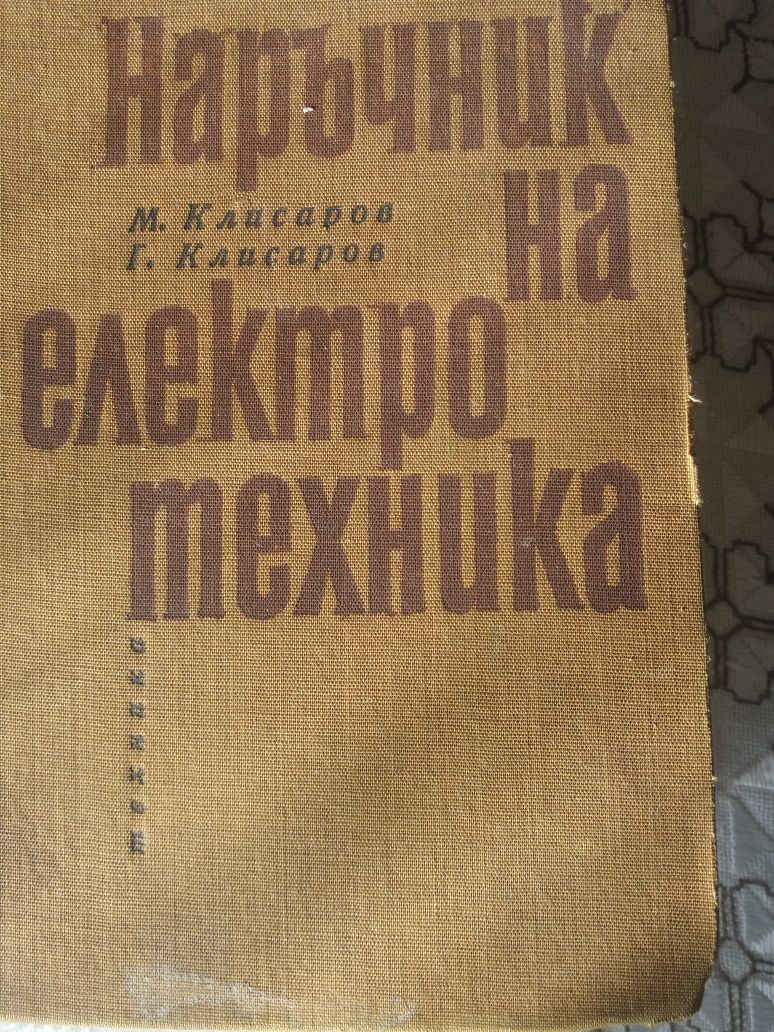 Наръчник
М. Клисаров
Г. Клисаров
на
електро
техника
техника